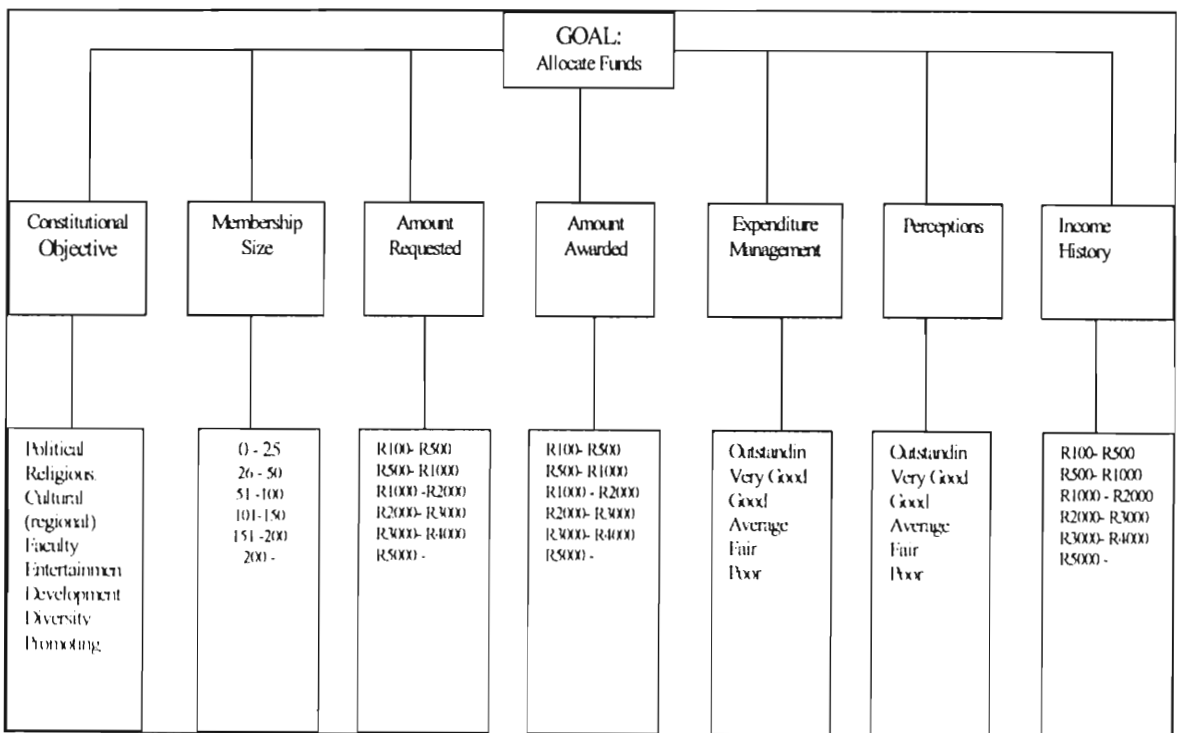 GOAL:
Allocate Funds
Constitutional
Objective
Membership
Size
Amount
Requested
Amount
Awarded
Expenditure
Management
Perceptions
Income
History
Political
Religious
Cultural
(regional)
Faculty
Entertainmen
Development
Diversity
Promoting
0 - 25
26 - 50
51 -100
101-150
151 -200
200 -
R100- R500
R500- R1000
R1000 -R2000
R2000- R3000
R3000- R4000
R5000 -
R100- R500
R500- R1000
R1000 - R2000
R2000- R3000
R3000- R4000
R5000 -
Outstandin
Very Good
Good
Average
Fair
Poor
Outstandin
Very Good
Good
Average
Fair
Poor
R100- R500
R500- R1000
R1000 - R2000
R2000- R3000
R3000- R4000
R5000 -